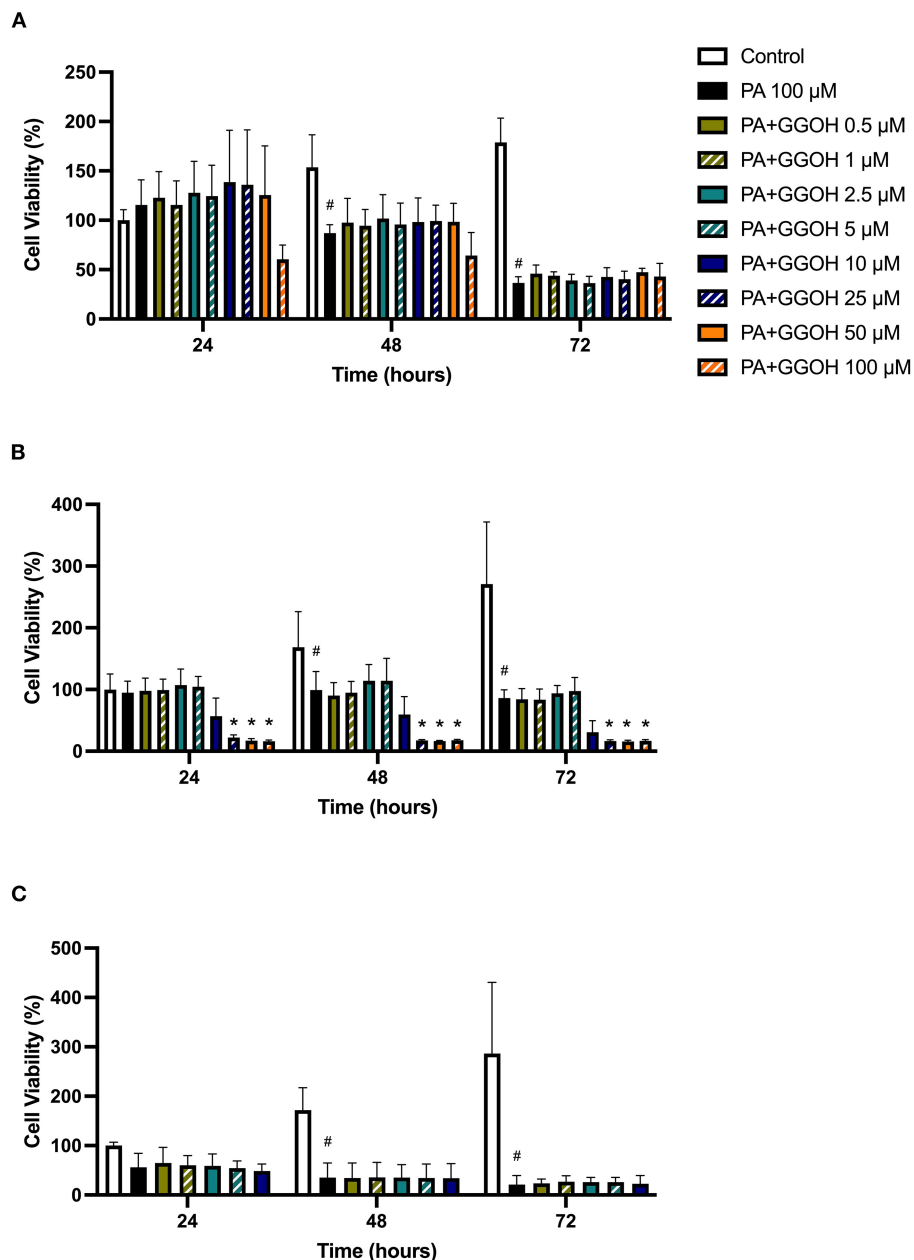 A
Cell Viability (%)
250
200
150
100
50
0
#
#
24
48
72
Time (hours)
Control
PA 100 µM
PA+GGOH 0.5 µM
PA+GGOH 1 µM
PA+GGOH 2.5 µM
PA+GGOH 5 µM
PA+GGOH 10 µM
PA+GGOH 25 µM
PA+GGOH 50 µM
PA+GGOH 100 µM
B
Cell Viability (%)
400
300
200
100
0
#
#
* * *
* * *
* * *
24
48
72
Time (hours)
C
Cell Viability (%)
500
400
300
200
100
0
#
#
24
48
72
Time (hours)